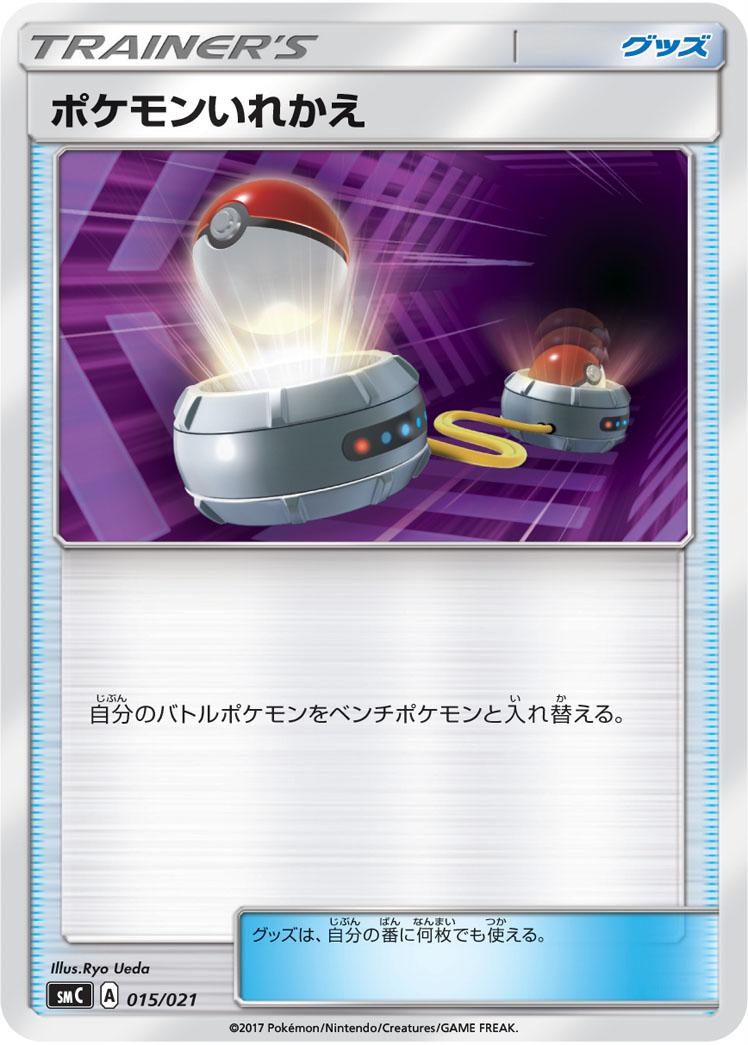 TRAINER'S
グッズ
ポケモンいれかえ
じぶん い か
自分のバトルポケモンをベンチポケモンと入れ替える。
じぶん ばん なんまい つか
グッズは、自分の番に何枚でも使える。
Illus.Ryo Ueda
SMC A 015/021
©2017 Pokémon/Nintendo/Creatures/GAME FREAK.